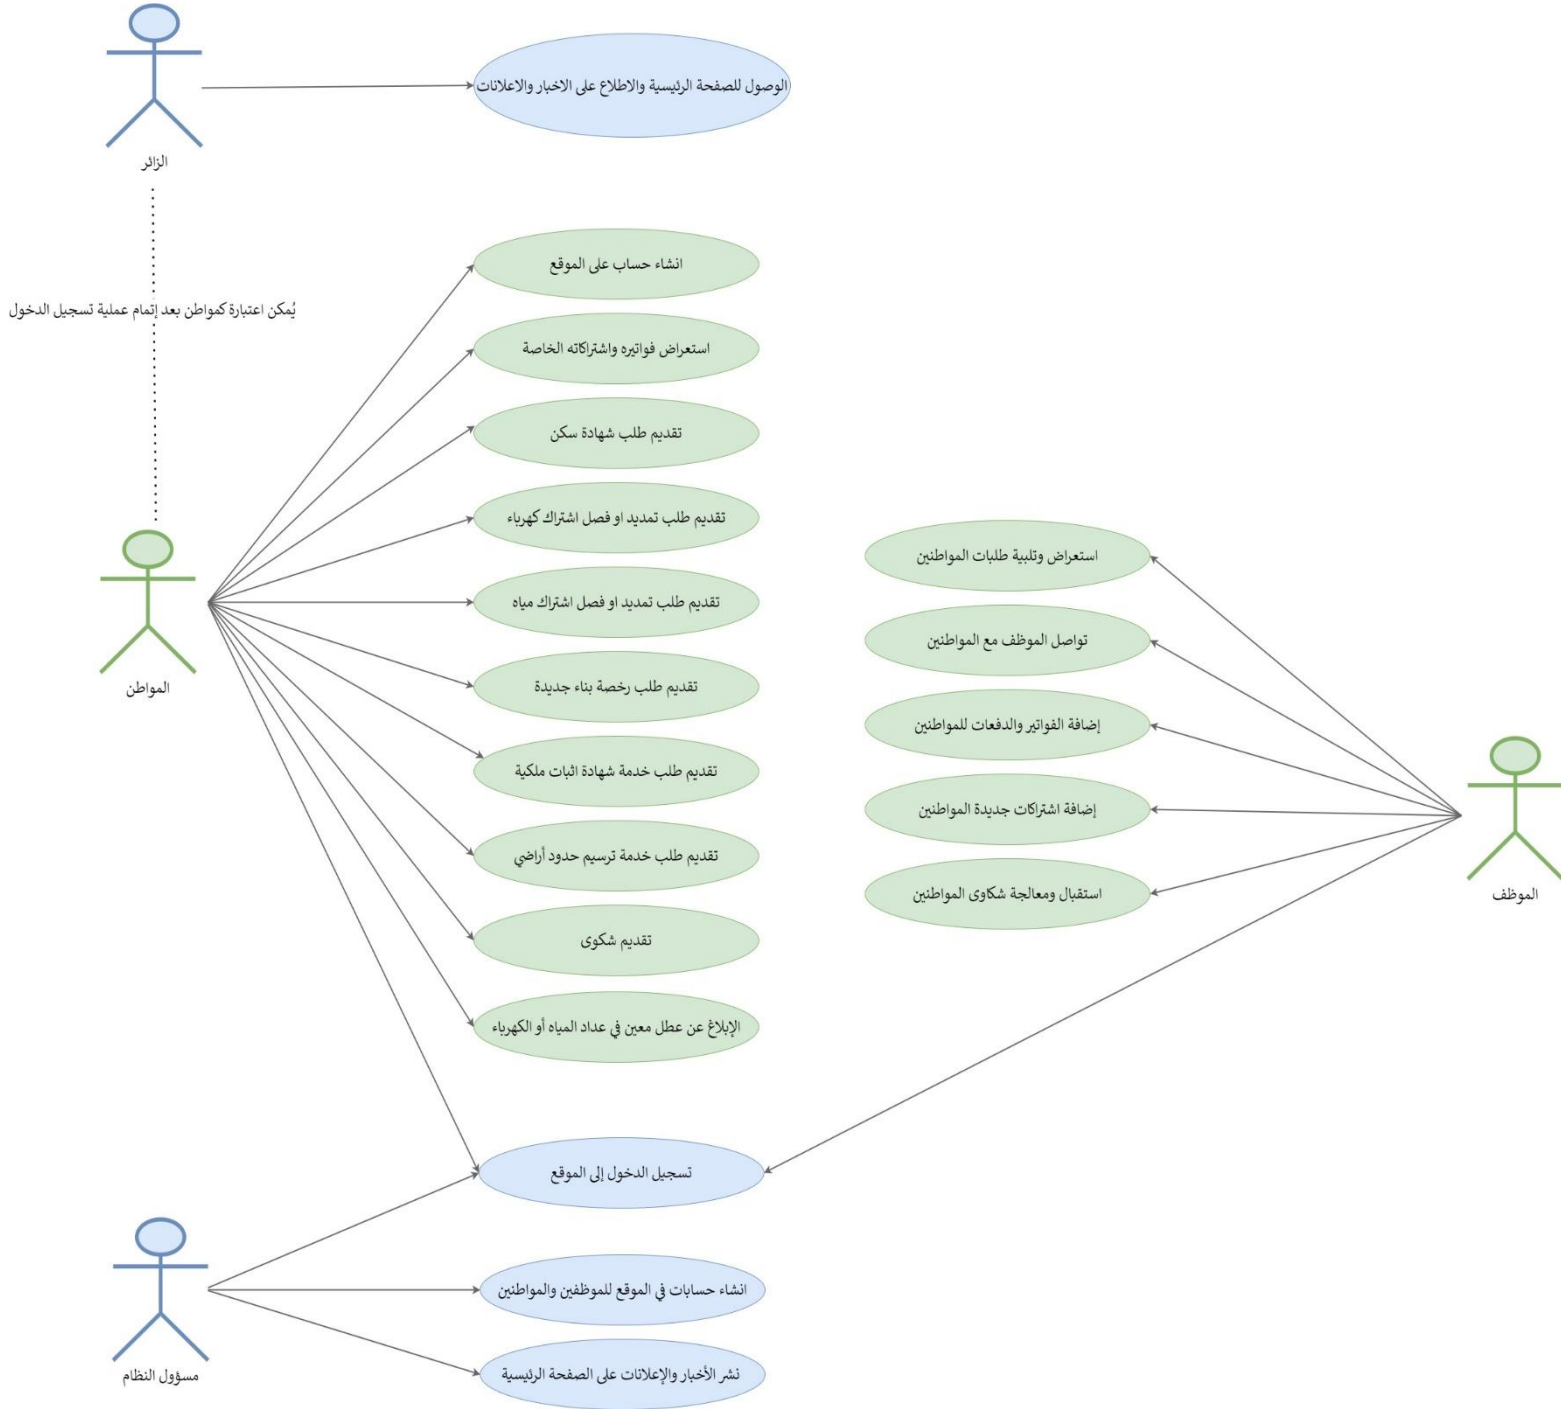 الوصول للصفحة الرئيسية والاطلاع على الاخبار والاعلانات
الزائر
انشاء حساب على الموقع
يُمكن اعتبارة كمواطن بعد إتمام عملية تسجيل الدخول
استعراض فواتيره واشتراكاته الخاصة
تقديم طلب شهادة سكن
تقديم طلب تمديد او فصل اشتراك كهرباء
تقديم طلب تمديد او فصل اشتراك مياه
تقديم طلب رخصة بناء جديدة
المواطن
تقديم طلب خدمة شهادة اثبات ملكية
تقديم طلب خدمة ترسيم حدود أراضي
تقديم شكوى
الإبلاغ عن عطل معين في عداد المياه أو الكهرباء
استعراض وتلبية طلبات المواطنين
تواصل الموظف مع المواطنين
إضافة الفواتير والدفعات للمواطنين
إضافة اشتراكات جديدة المواطنين
استقبال ومعالجة شكاوى المواطنين
الموظف
تسجيل الدخول إلى الموقع
انشاء حسابات في الموقع للموظفين والمواطنين
نشر الأخبار والإعلانات على الصفحة الرئيسية
مسؤول النظام